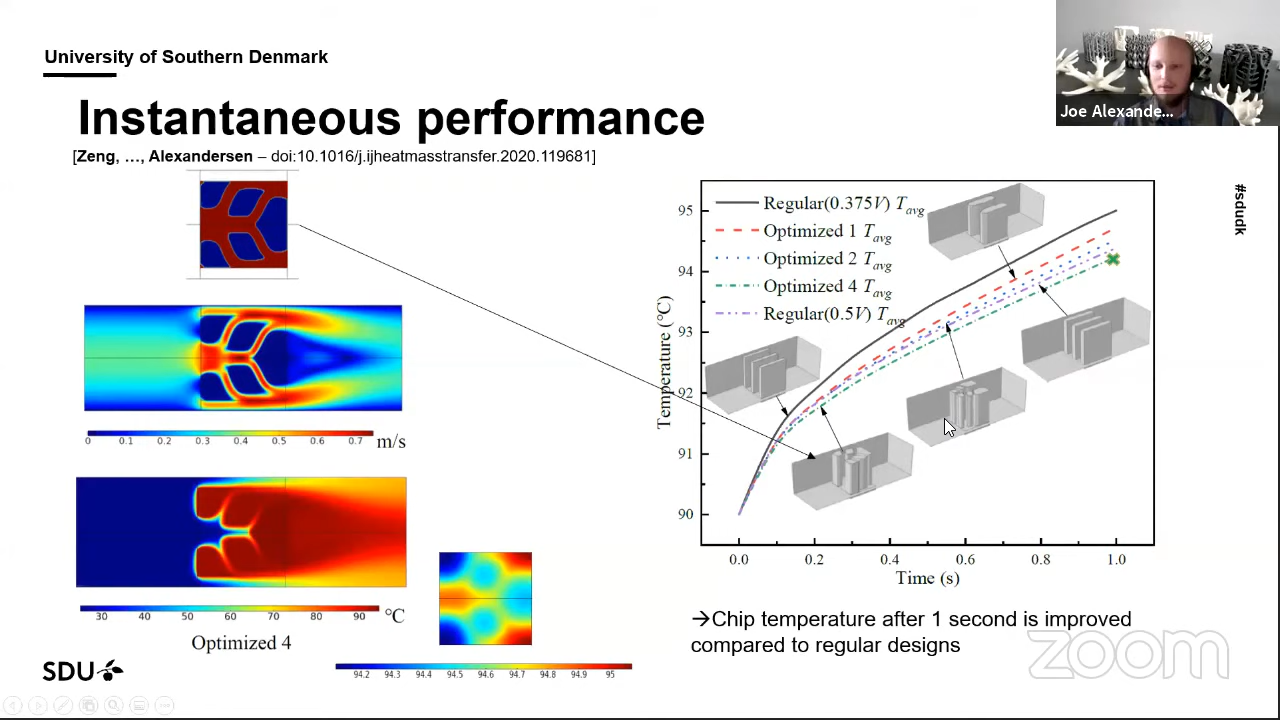 University of Southern Denmark
Joe Alexande...
Instantaneous performance
[Zeng, ..., Alexandersen – doi:10.1016/j.ijheatmasstransfer.2020.119681]
#sdudk
Regular(0.375V) Tavg
Optimized 1 Tavg
Optimized 2 Tavg
Optimized 4 Tavg
Regular(0.5V) Tavg
95
94
93
92
91
90
Temperature (°C)
0.0 0.2 0.4 0.6 0.8 1.0
Time (s)
0 0.1 0.2 0.3 0.4 0.5 0.6 0.7 m/s
30 40 50 60 70 80 90 °C
Optimized 4
94.2 94.3 94.4 94.5 94.6 94.7 94.8 94.9 95
→Chip temperature after 1 second is improved
compared to regular designs
zoom
SDU